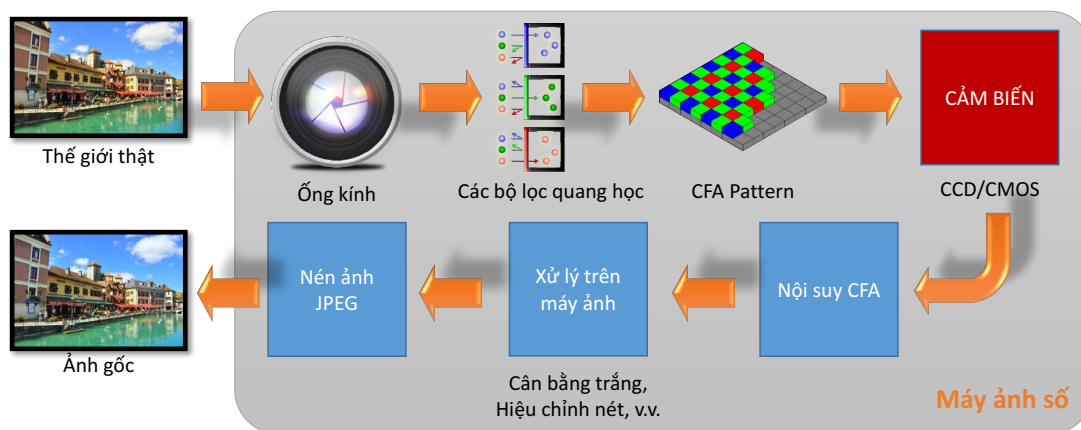 Thế giới thật
Ống kính
Các bộ lọc quang học
CFA Pattern
CẢM BIẾN
CCD/CMOS
Nội suy CFA
Xử lý trên
máy ảnh
Cân bằng trắng,
Hiệu chỉnh nét, v.v.
Nén ảnh
JPEG
Ảnh gốc
Máy ảnh số